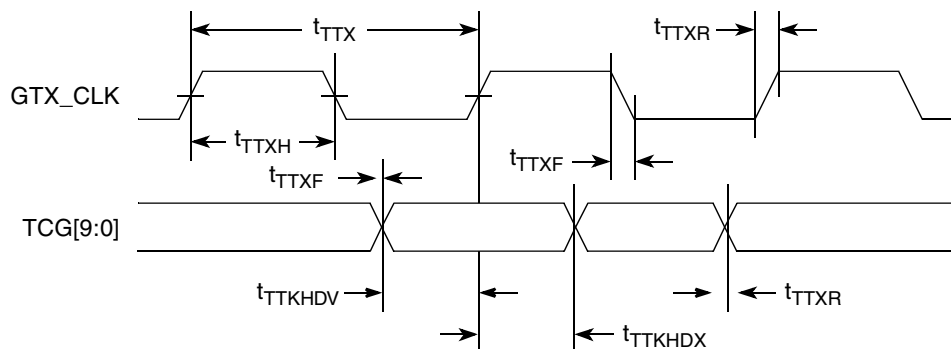 tTTX
tTTXR
GTX_CLK
tTTXH
tTTXF
tTTXF
TCG[9:0]
tTTKHDV
tTTXR
tTTKHDX